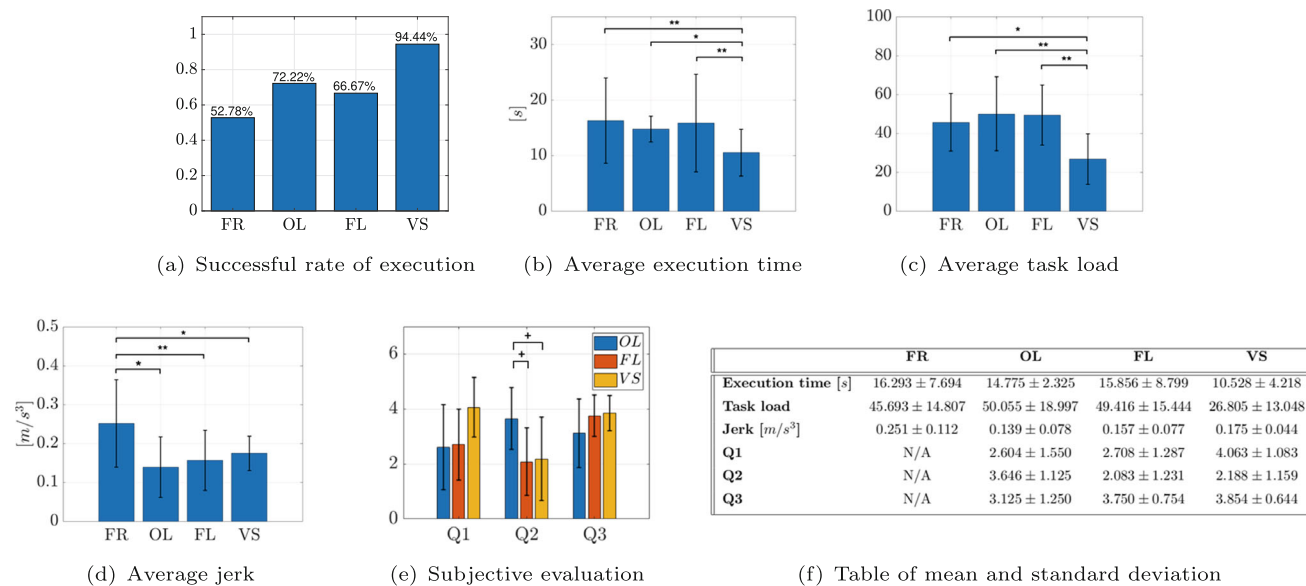 1
0.8
0.6
0.4
0.2
0
52.78%
72.22%
66.67%
94.44%
FR OL FL VS
(a) Successful rate of execution
30
20
10
0
[s]
**
*
**
FR OL FL VS
(b) Average execution time
100
80
60
40
20
0
*
**
**
FR OL FL VS
(c) Average task load
0.5
0.4
0.3
0.2
0.1
0
[m/s³]
*
**
*
FR OL FL VS
(d) Average jerk
6
4
2
0
+
+
OL
FL
VS
Q1 Q2 Q3
(e) Subjective evaluation
FR OL FL VS
Execution time [s] 16.293 ± 7.694 14.775 ± 2.325 15.856 ± 8.799 10.528 ± 4.218
Task load 45.693 ± 14.807 50.055 ± 18.997 49.416 ± 15.444 26.805 ± 13.048
Jerk [m/s³] 0.251 ± 0.112 0.139 ± 0.078 0.157 ± 0.077 0.175 ± 0.044
Q1 N/A 2.604 ± 1.550 2.708 ± 1.287 4.063 ± 1.083
Q2 N/A 3.646 ± 1.125 2.083 ± 1.231 2.188 ± 1.159
Q3 N/A 3.125 ± 1.250 3.750 ± 0.754 3.854 ± 0.644
(f) Table of mean and standard deviation